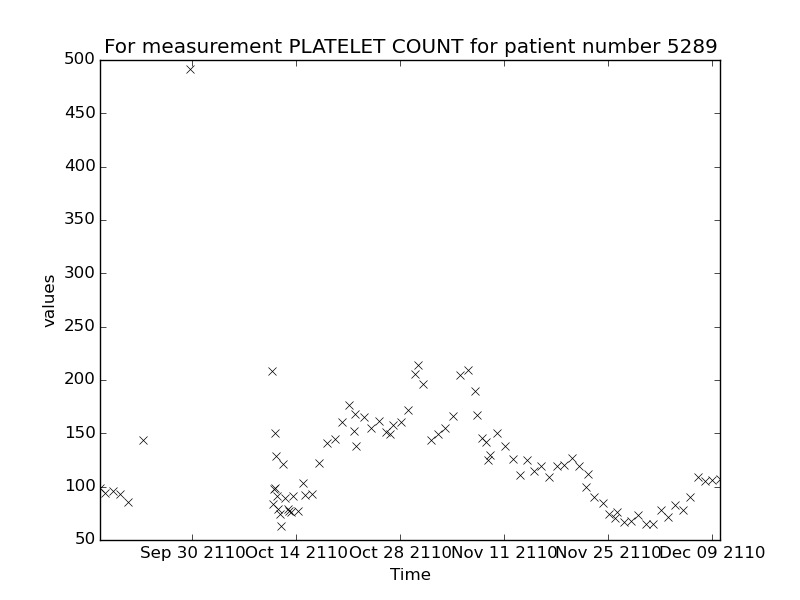 For measurement PLATELET COUNT for patient number 5289
500
450
400
350
300
250
200
150
100
50
values
Sep 30 2110 Oct 14 2110 Oct 28 2110 Nov 11 2110 Nov 25 2110 Dec 09 2110
Time